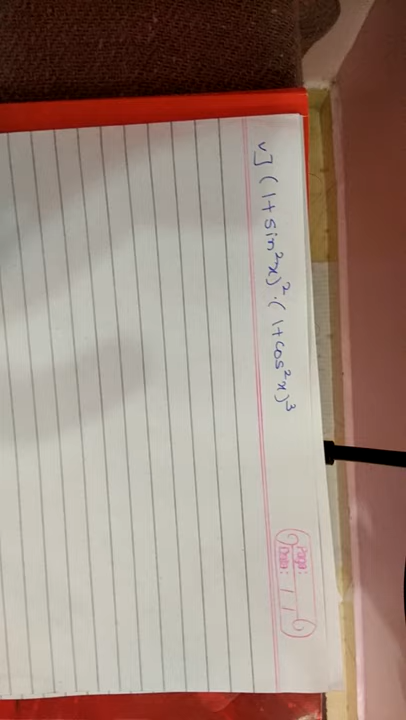 v] (1+sin²x)²·(1+cos²x)³
Page:
Date: / /